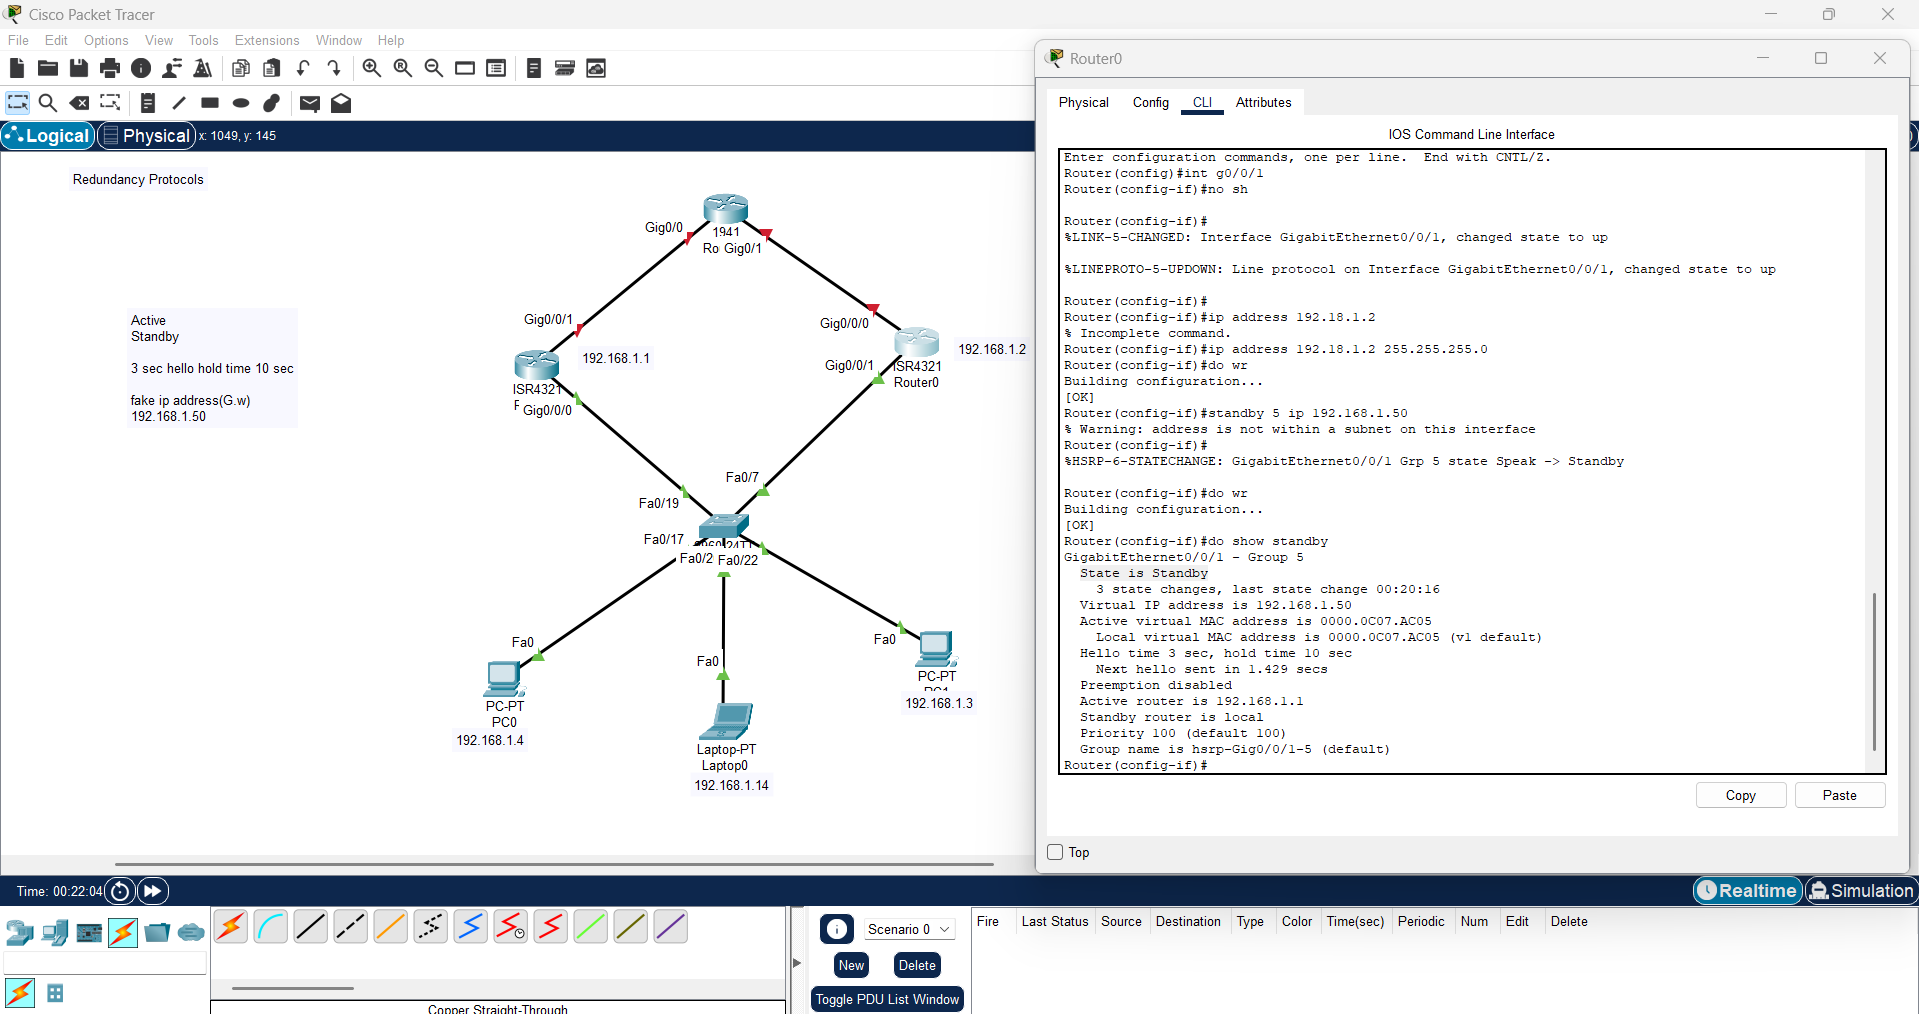 Cisco Packet Tracer
File Edit Options View Tools Extensions Window Help
Logical Physical x: 1049, y: 145
Redundancy Protocols
Active
Standby
3 sec hello hold time 10 sec
fake ip address(G.w)
192.168.1.50
Gig0/0
1941
Ro Gig0/1
Gig0/0/1
192.168.1.1
ISR4321
F Gig0/0/0
Gig0/0/0
192.168.1.2
Gig0/0/1
ISR4321
Router0
Fa0/7
Fa0/19
Fa0/17
Fa0/2 Fa0/22
Fa0
PC-PT
PC0
192.168.1.4
Fa0
Laptop-PT
Laptop0
192.168.1.14
Fa0
PC-PT
PC1
192.168.1.3
Router0
Physical Config CLI Attributes
IOS Command Line Interface
Enter configuration commands, one per line. End with CNTL/Z.
Router(config)#int g0/0/1
Router(config-if)#no sh
Router(config-if)#
%LINK-5-CHANGED: Interface GigabitEthernet0/0/1, changed state to up
%LINEPROTO-5-UPDOWN: Line protocol on Interface GigabitEthernet0/0/1, changed state to up
Router(config-if)#
Router(config-if)#ip address 192.18.1.2
% Incomplete command.
Router(config-if)#ip address 192.18.1.2 255.255.255.0
Router(config-if)#do wr
Building configuration...
[OK]
Router(config-if)#standby 5 ip 192.168.1.50
% Warning: address is not within a subnet on this interface
Router(config-if)#
%HSRP-6-STATECHANGE: GigabitEthernet0/0/1 Grp 5 state Speak -> Standby
Router(config-if)#do wr
Building configuration...
[OK]
Router(config-if)#do show standby
GigabitEthernet0/0/1 - Group 5
State is Standby
3 state changes, last state change 00:20:16
Virtual IP address is 192.168.1.50
Active virtual MAC address is 0000.0C07.AC05
Local virtual MAC address is 0000.0C07.AC05 (v1 default)
Hello time 3 sec, hold time 10 sec
Next hello sent in 1.429 secs
Preemption disabled
Active router is 192.168.1.1
Standby router is local
Priority 100 (default 100)
Group name is hsrp-Gig0/0/1-5 (default)
Router(config-if)#
Copy Paste
Top
Time: 00:22:04
Realtime Simulation
Scenario 0
New Delete
Toggle PDU List Window
Fire Last Status Source Destination Type Color Time(sec) Periodic Num Edit Delete
Copper Straight-Through